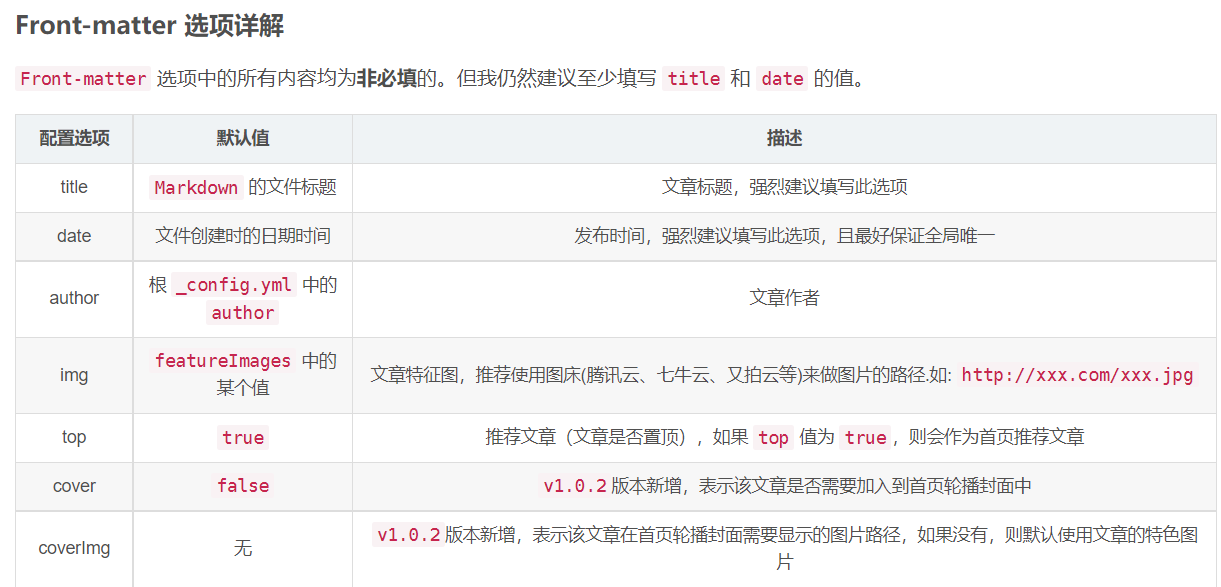 Front-matter 选项详解
Front-matter 选项中的所有内容均为非必填的。但我仍然建议至少填写 title 和 date 的值。
配置选项 默认值 描述
title Markdown 的文件标题 文章标题，强烈建议填写此选项
date 文件创建时的日期时间 发布时间，强烈建议填写此选项，且最好保证全局唯一
author 根 _config.yml 中的
author 文章作者
img featureImages 中的
某个值 文章特征图，推荐使用图床(腾讯云、七牛云、又拍云等)来做图片的路径.如: http://xxx.com/xxx.jpg
top true 推荐文章（文章是否置顶），如果 top 值为 true，则会作为首页推荐文章
cover false v1.0.2版本新增，表示该文章是否需要加入到首页轮播封面中
coverImg 无 v1.0.2版本新增，表示该文章在首页轮播封面需要显示的图片路径，如果没有，则默认使用文章的特色图
片